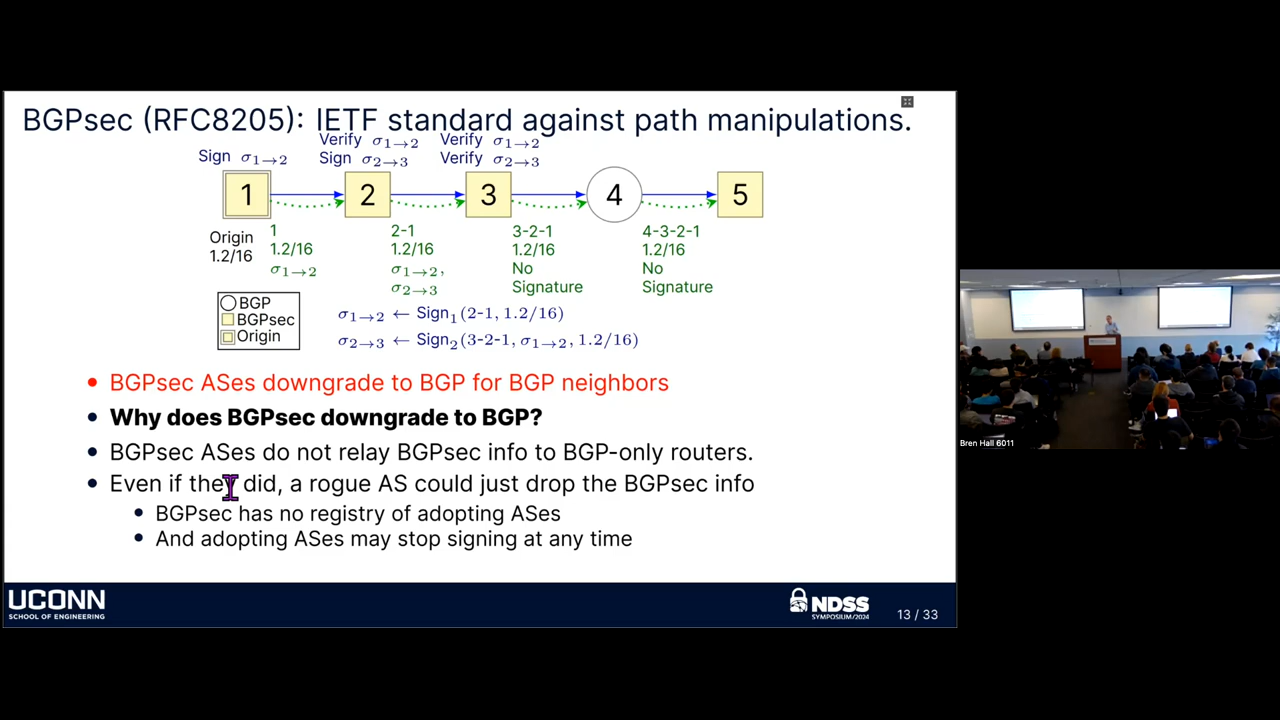 BGPsec (RFC8205): IETF standard against path manipulations.
Sign σ1→2
Verify σ1→2
Sign σ2→3
Verify σ1→2
Verify σ2→3
1
2
3
4
5
Origin
1.2/16
1
1.2/16
σ1→2
2-1
1.2/16
σ1→2,
σ2→3
3-2-1
1.2/16
No
Signature
4-3-2-1
1.2/16
No
Signature
BGP
BGPsec
Origin
σ1→2 ← Sign1(2-1, 1.2/16)
σ2→3 ← Sign2(3-2-1, σ1→2, 1.2/16)
• BGPsec ASes downgrade to BGP for BGP neighbors
• Why does BGPsec downgrade to BGP?
• BGPsec ASes do not relay BGPsec info to BGP-only routers.
• Even if they did, a rogue AS could just drop the BGPsec info
• BGPsec has no registry of adopting ASes
• And adopting ASes may stop signing at any time
UCONN
SCHOOL OF ENGINEERING
NDSS
SYMPOSIUM/2024
13 / 33
Bren Hall 6011